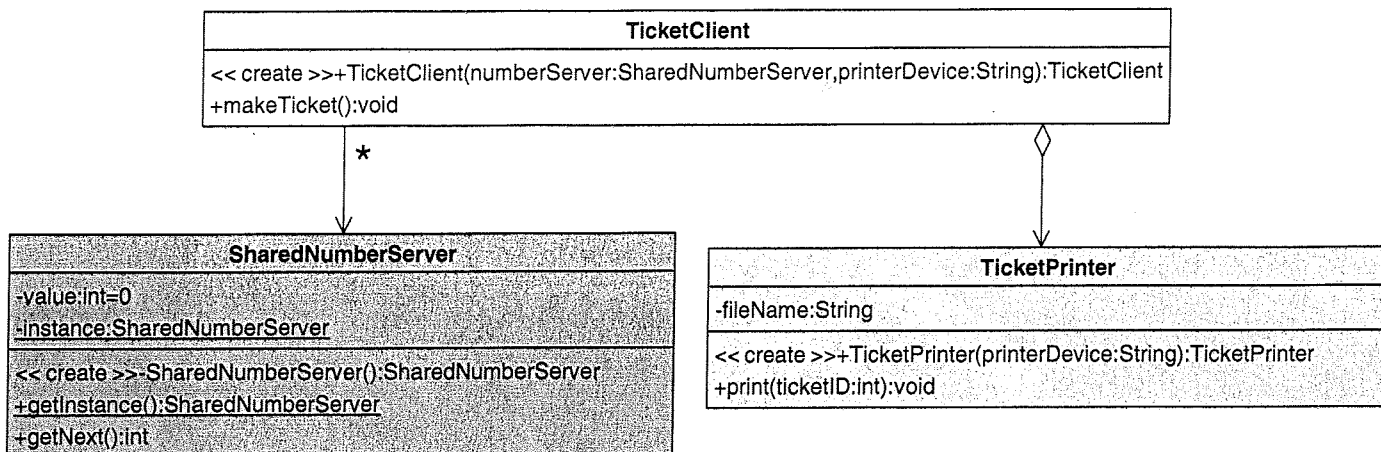 TicketClient
<< create >>+TicketClient(numberServer:SharedNumberServer,printerDevice:String):TicketClient
+makeTicket():void
*
SharedNumberServer
-value:int=0
-instance:SharedNumberServer
<< create >>-SharedNumberServer():SharedNumberServer
+getInstance():SharedNumberServer
+getNext():int
TicketPrinter
-fileName:String
<< create >>+TicketPrinter(printerDevice:String):TicketPrinter
+print(ticketID:int):void